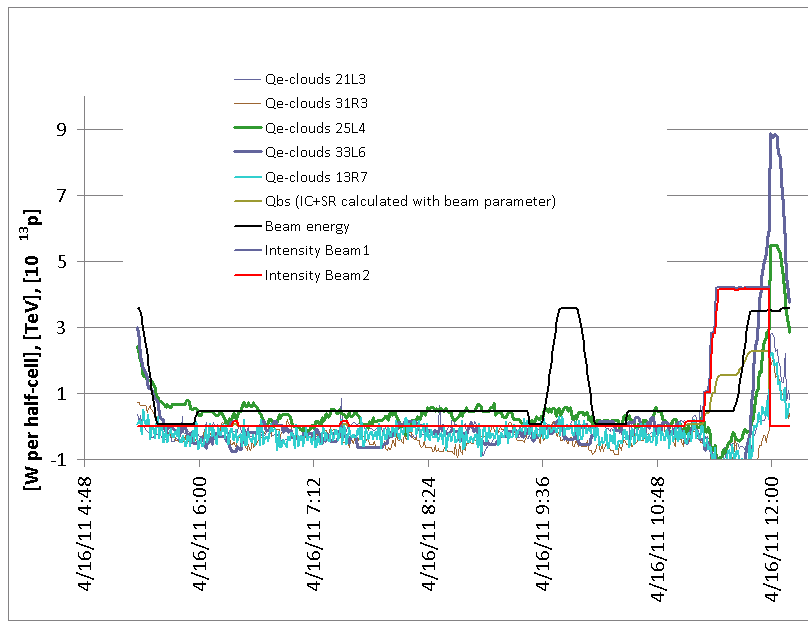 Qe-clouds 21L3
Qe-clouds 31R3
Qe-clouds 25L4
Qe-clouds 33L6
Qe-clouds 13R7
Qbs (IC+SR calculated with beam parameter)
Beam energy
Intensity Beam1
Intensity Beam2
[W per half-cell], [TeV], [10 13p]
9
7
5
3
1
-1
4/16/11 4:48
4/16/11 6:00
4/16/11 7:12
4/16/11 8:24
4/16/11 9:36
4/16/11 10:48
4/16/11 12:00